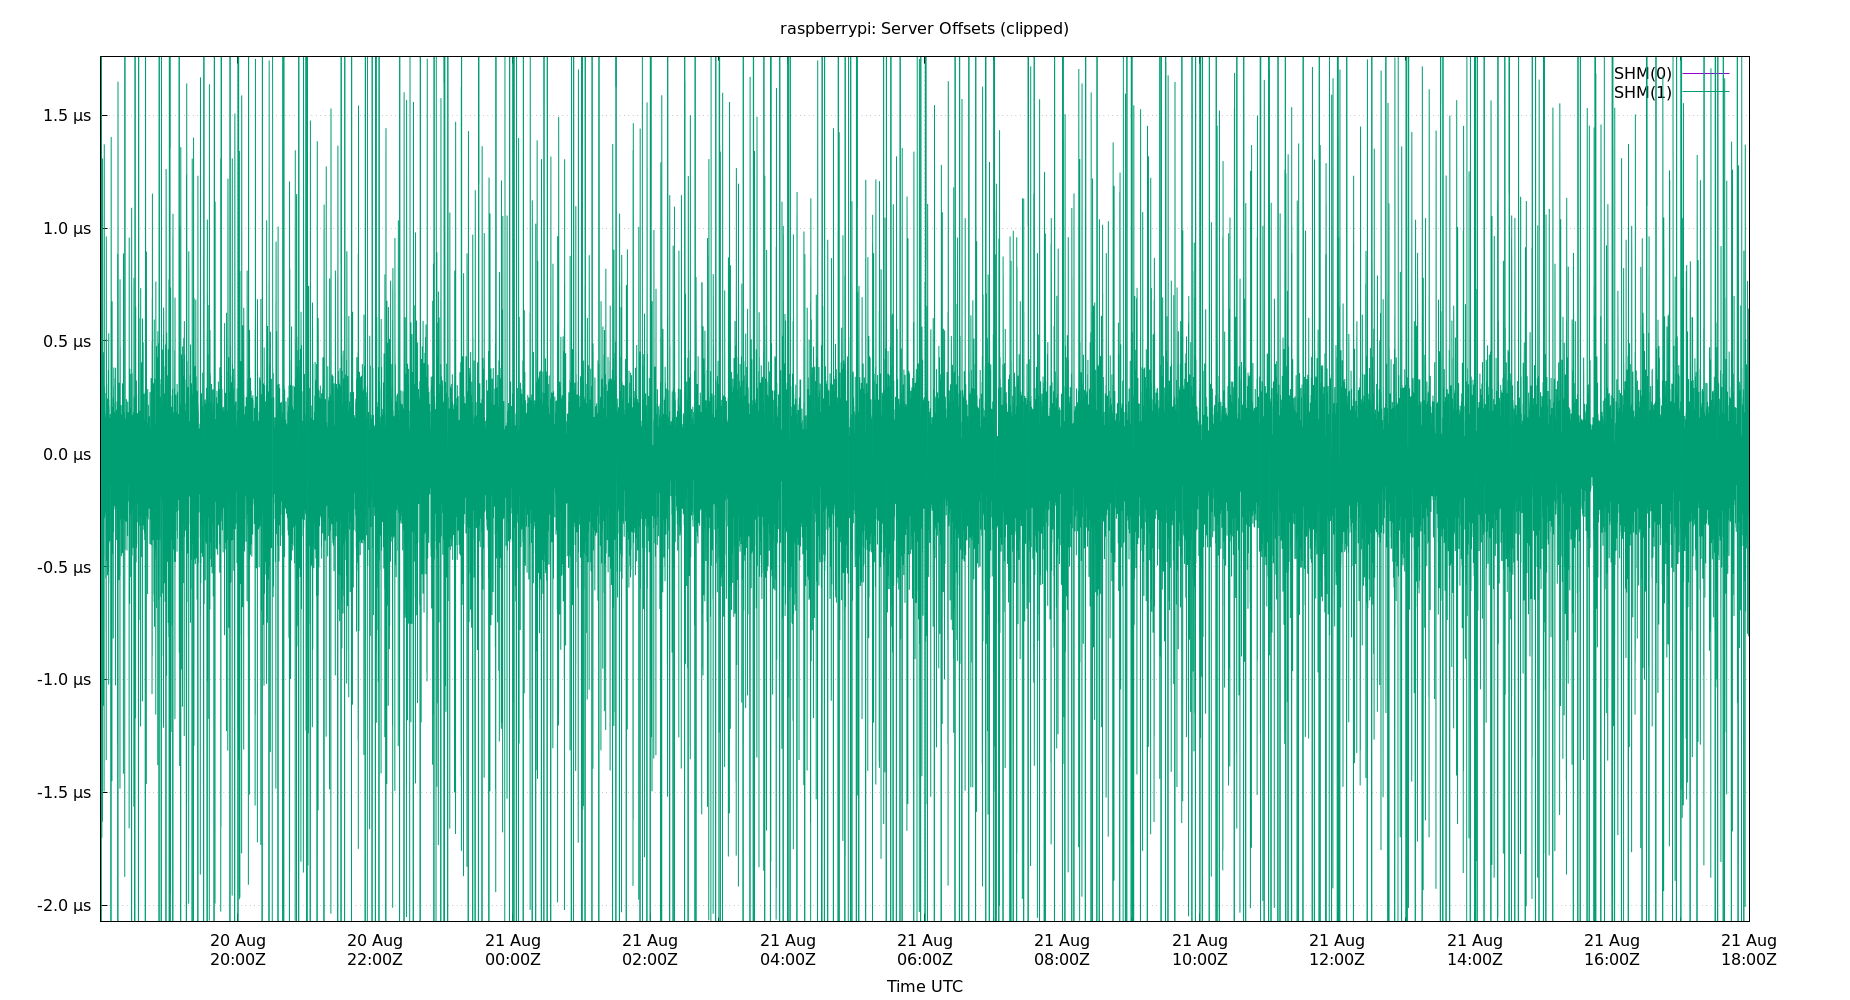 raspberrypi: Server Offsets (clipped)
SHM(0)
SHM(1)
1.5 µs
1.0 µs
0.5 µs
0.0 µs
-0.5 µs
-1.0 µs
-1.5 µs
-2.0 µs
20 Aug 20 Aug 21 Aug 21 Aug 21 Aug 21 Aug 21 Aug 21 Aug 21 Aug 21 Aug 21 Aug 21 Aug
20:00Z 22:00Z 00:00Z 02:00Z 04:00Z 06:00Z 08:00Z 10:00Z 12:00Z 14:00Z 16:00Z 18:00Z
Time UTC